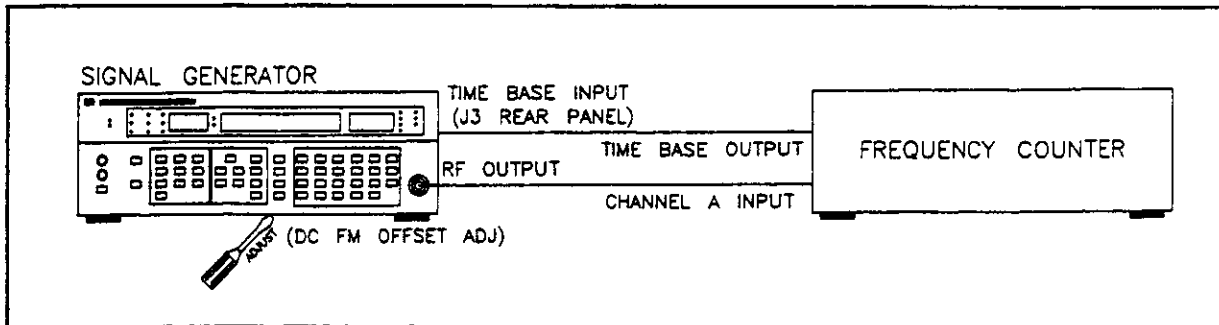 SIGNAL GENERATOR
TIME BASE INPUT
(J3 REAR PANEL)
TIME BASE OUTPUT
FREQUENCY COUNTER
RF OUTPUT
CHANNEL A INPUT
(DC FM OFFSET ADJ)
ADJUST